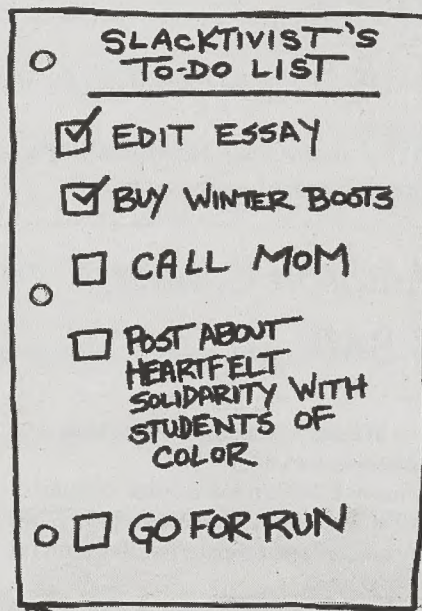 SLACKTIVIST'S
TO-DO LIST
EDIT ESSAY
BUY WINTER BOOTS
CALL MOM
POST ABOUT
HEARTFELT
SOLIDARITY WITH
STUDENTS OF
COLOR
GO FOR RUN